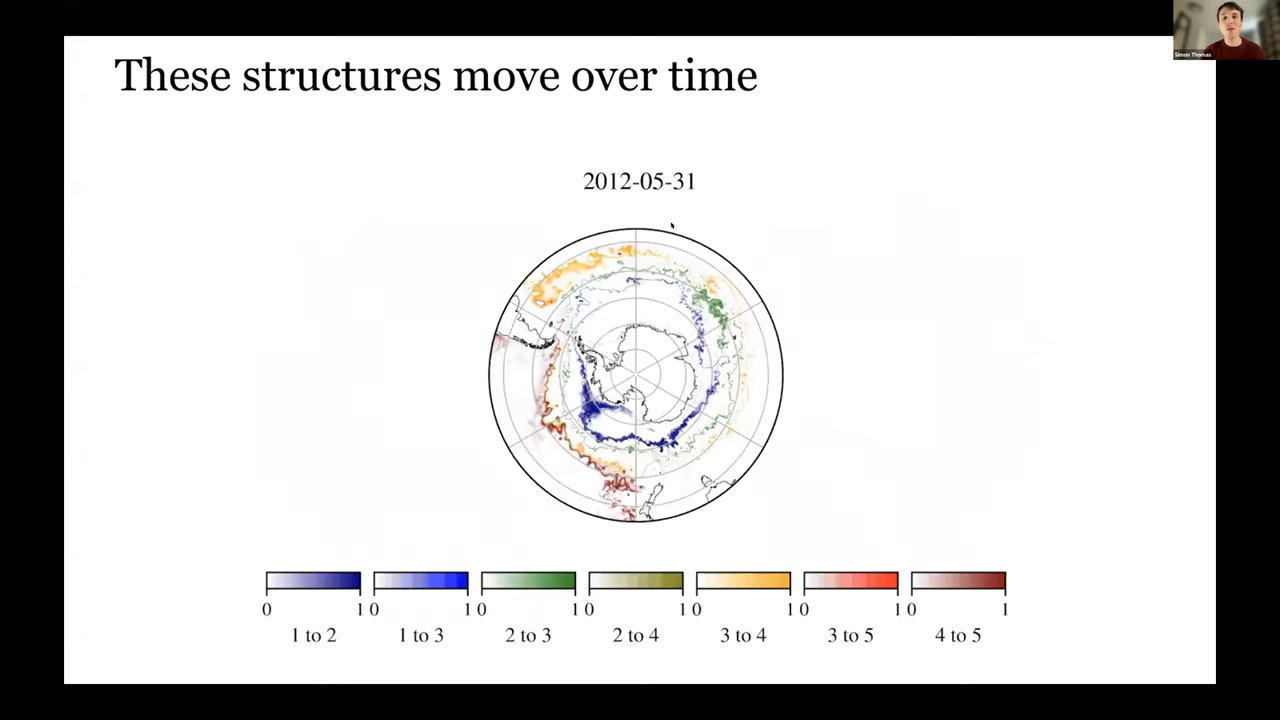 Simon Thomas
These structures move over time
2012-05-31
0 1 0 1 0 1 0 1 0 1 0 1 0 1
1 to 2 1 to 3 2 to 3 2 to 4 3 to 4 3 to 5 4 to 5